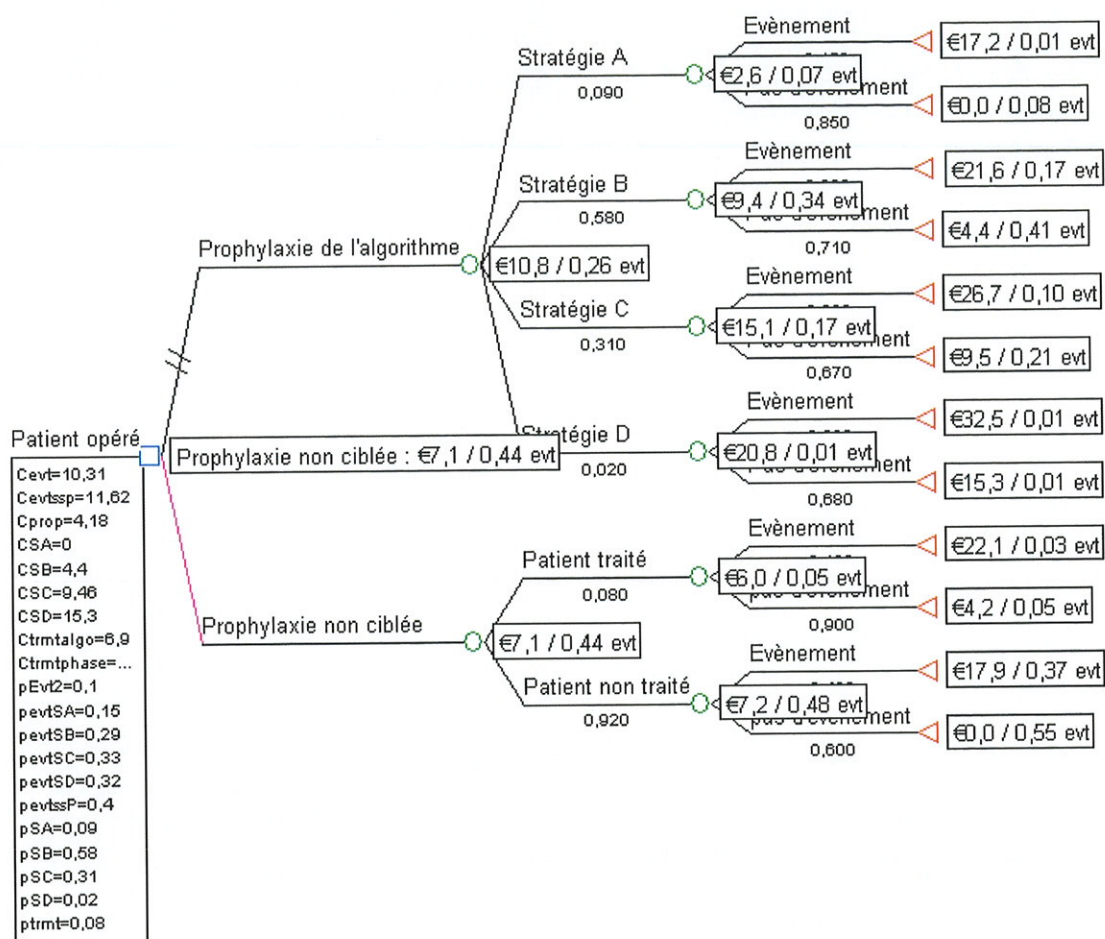 Evènement
€17,2 / 0,01 evt
Stratégie A
0,090
€2,6 / 0,07 evt
€0,0 / 0,08 evt
0,850
Evènement
€21,6 / 0,17 evt
Stratégie B
0,580
€9,4 / 0,34 evt
€4,4 / 0,41 evt
0,710
Prophylaxie de l'algorithme
€10,8 / 0,26 evt
Evènement
€26,7 / 0,10 evt
Stratégie C
0,310
€15,1 / 0,17 evt
€9,5 / 0,21 evt
0,670
Evènement
€32,5 / 0,01 evt
Stratégie D
0,020
€20,8 / 0,01 evt
€15,3 / 0,01 evt
0,680
Patient opéré
Prophylaxie non ciblée : €7,1 / 0,44 evt
Cevt=10,31
Cevtssp=11,62
Cprop=4,18
CSA=0
CSB=4,4
CSC=9,46
CSD=15,3
Ctrmtalgo=6,9
Ctrmtphase=...
pEvt2=0,1
pevtSA=0,15
pevtSB=0,29
pevtSC=0,33
pevtSD=0,32
pevtssP=0,4
pSA=0,09
pSB=0,58
pSC=0,31
pSD=0,02
ptrmt=0,08
Evènement
€22,1 / 0,03 evt
Patient traité
0,080
€6,0 / 0,05 evt
€4,2 / 0,05 evt
0,900
Prophylaxie non ciblée
€7,1 / 0,44 evt
Evènement
€17,9 / 0,37 evt
Patient non traité
0,920
€7,2 / 0,48 evt
pas d'évènement
€0,0 / 0,55 evt
0,600